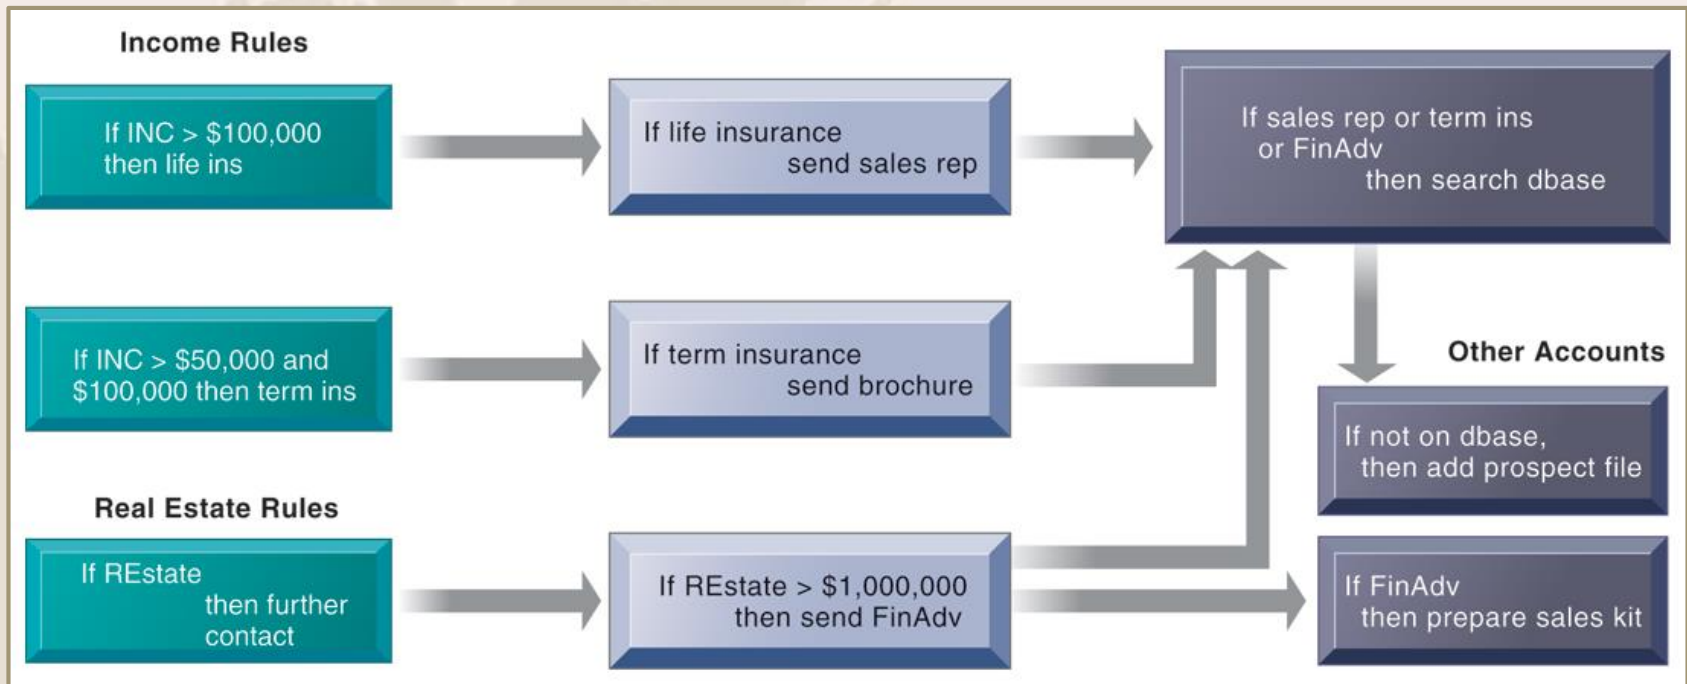 Income Rules
If INC > $100,000
then life ins
If life insurance
send sales rep
If sales rep or term ins
or FinAdv
then search dbase
If INC > $50,000 and
$100,000 then term ins
If term insurance
send brochure
Other Accounts
If not on dbase,
then add prospect file
Real Estate Rules
If REstate
then further
contact
If REstate > $1,000,000
then send FinAdv
If FinAdv
then prepare sales kit